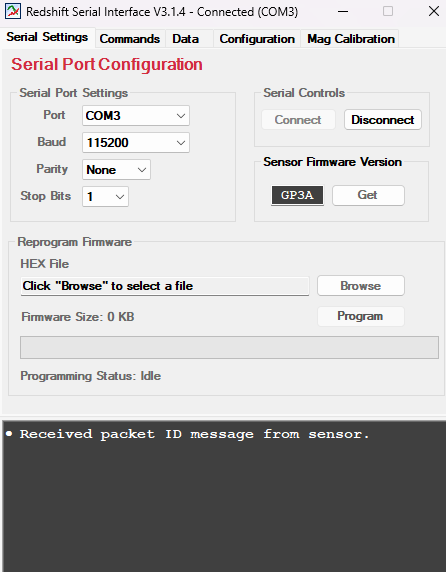 Redshift Serial Interface V3.1.4 - Connected (COM3)
Serial Settings Commands Data Configuration Mag Calibration
Serial Port Configuration
Serial Port Settings
Port COM3
Baud 115200
Parity None
Stop Bits 1
Serial Controls
Connect Disconnect
Sensor Firmware Version
GP3A Get
Reprogram Firmware
HEX File
Click "Browse" to select a file Browse
Firmware Size: 0 KB Program
Programming Status: Idle
• Received packet ID message from sensor.